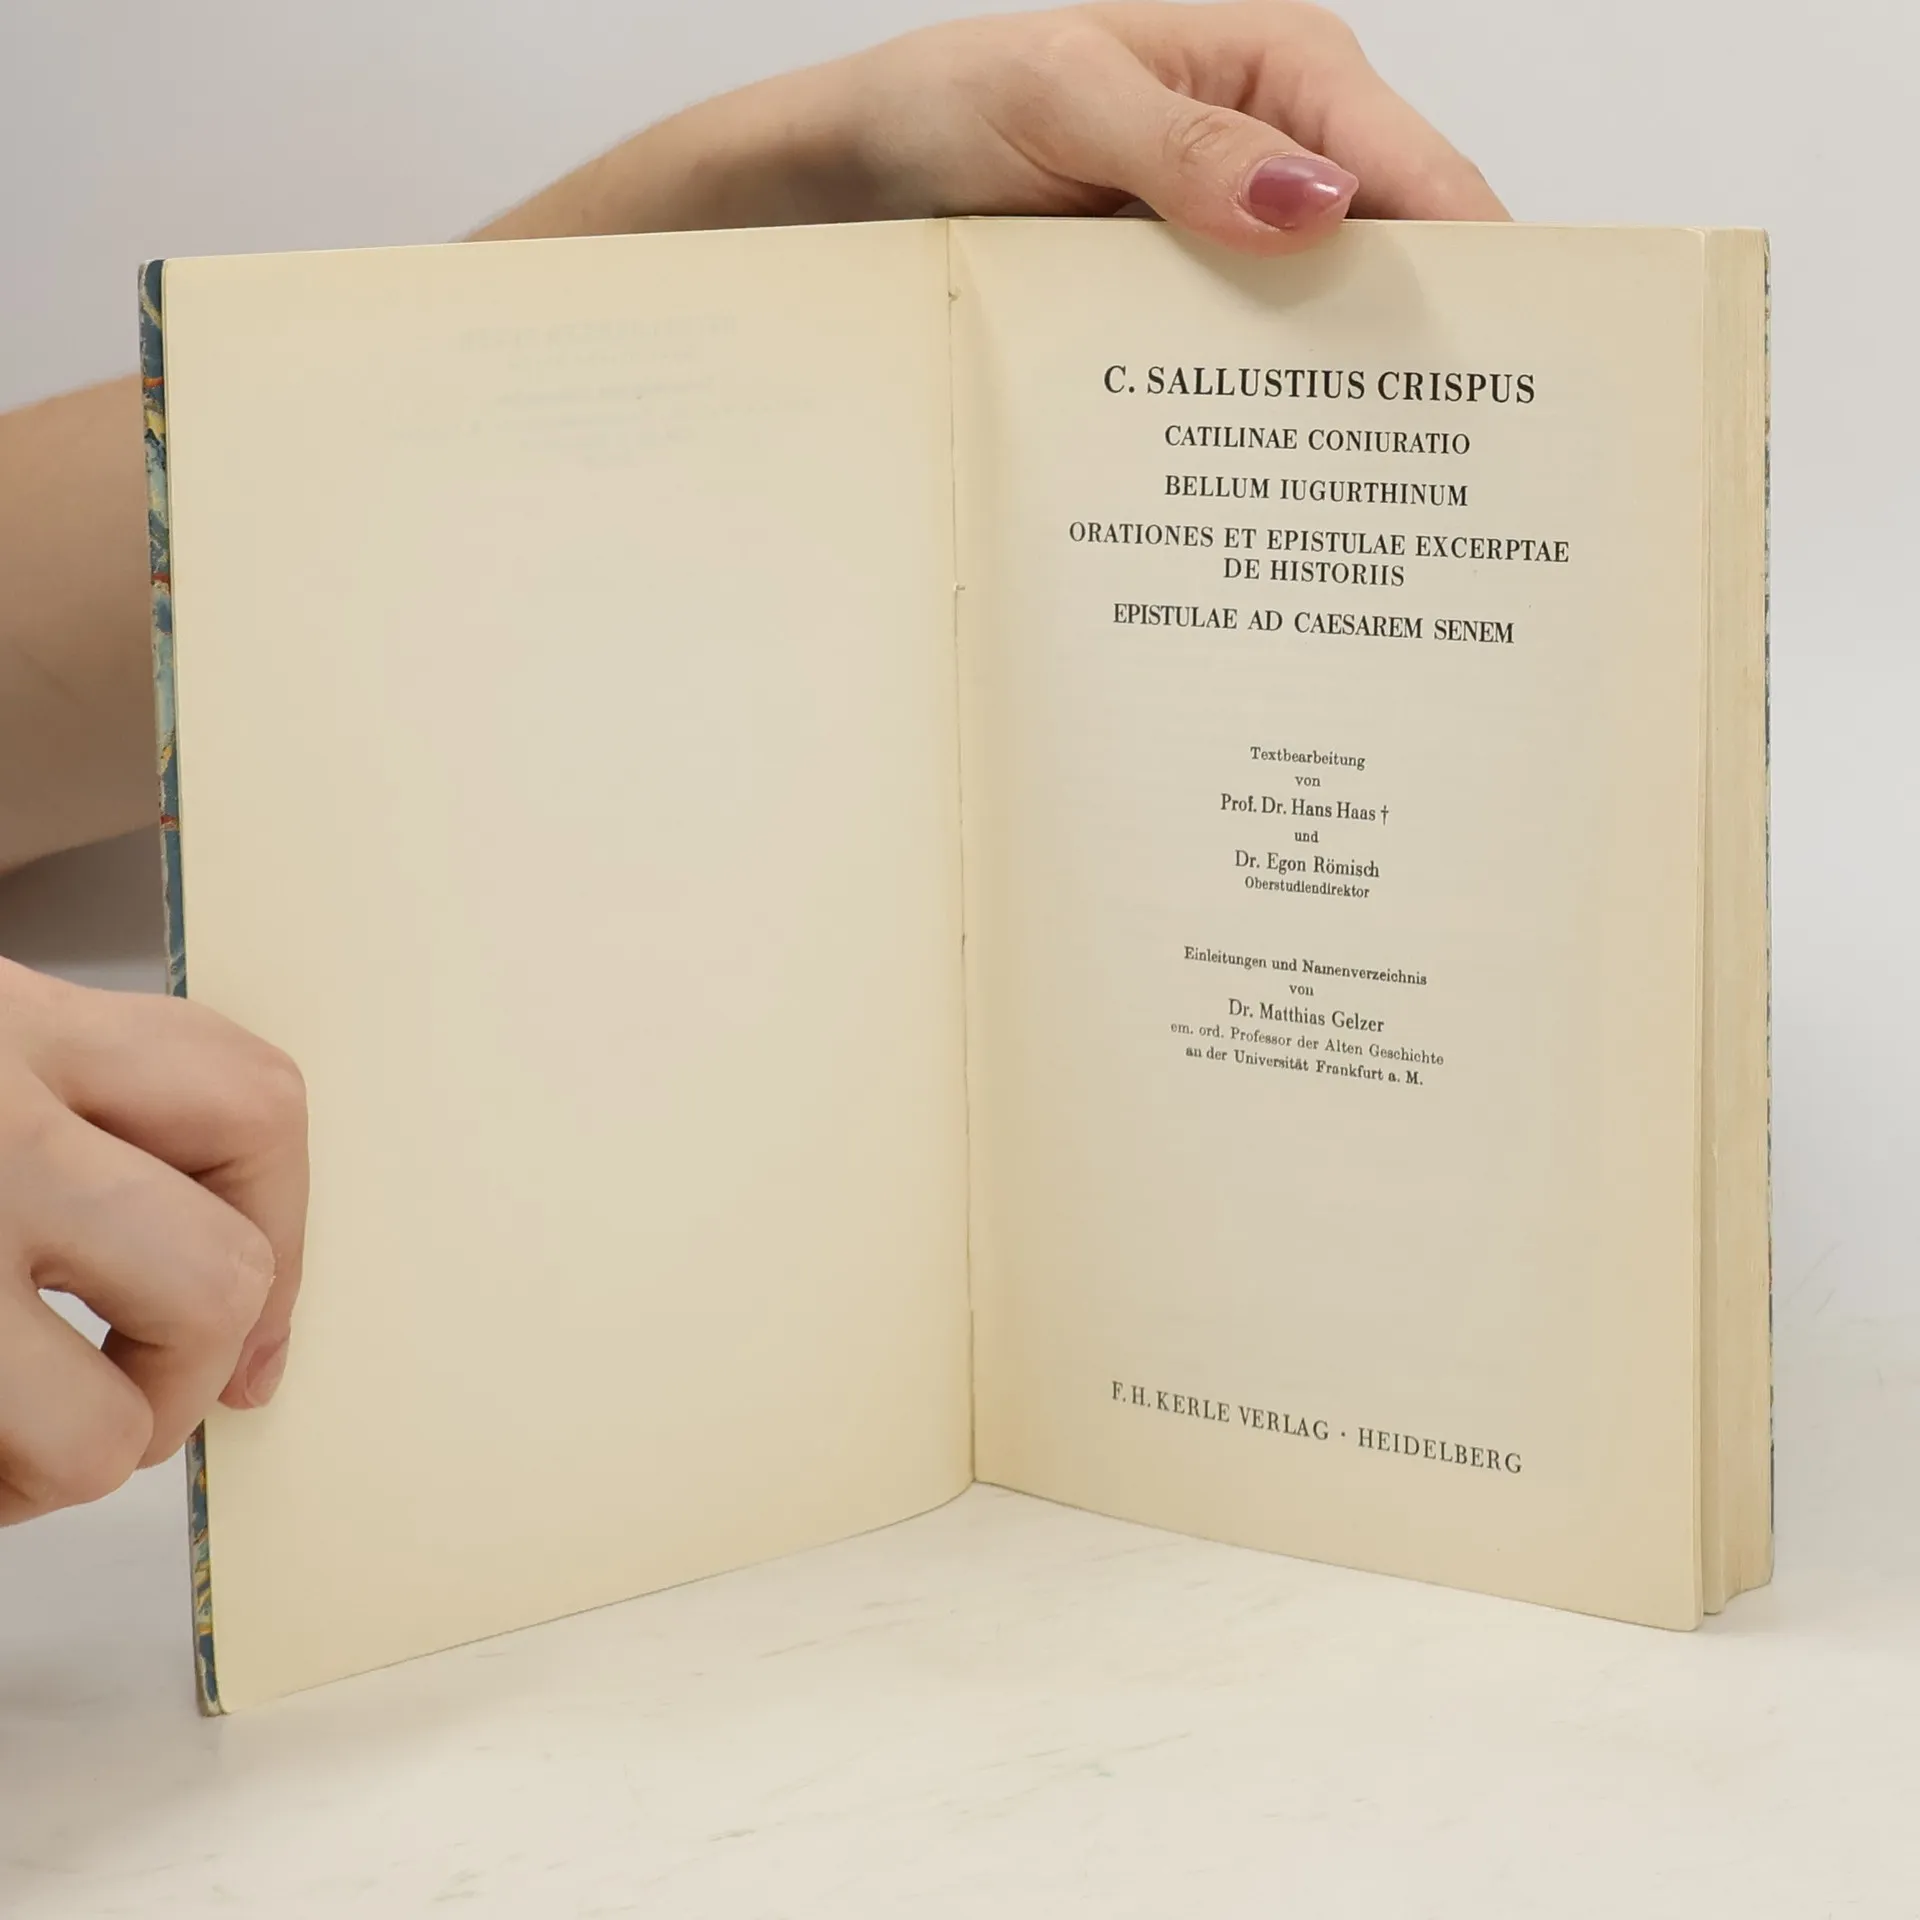 C. SALLUSTIUS CRISPUS
CATILINAE CONIURATIO
BELLUM IUGURTHINUM
ORATIONES ET EPISTULAE EXCERPTAE
DE HISTORIIS
EPISTULAE AD CAESAREM SENEM
Textbearbeitung
von
Prof. Dr. Hans Haas †
und
Dr. Egon Römisch
Oberstudiendirektor
Einleitungen und Namenverzeichnis
von
Dr. Matthias Gelzer
em. ord. Professor der Alten Geschichte
an der Universität Frankfurt a. M.
F. H. KERLE VERLAG · HEIDELBERG